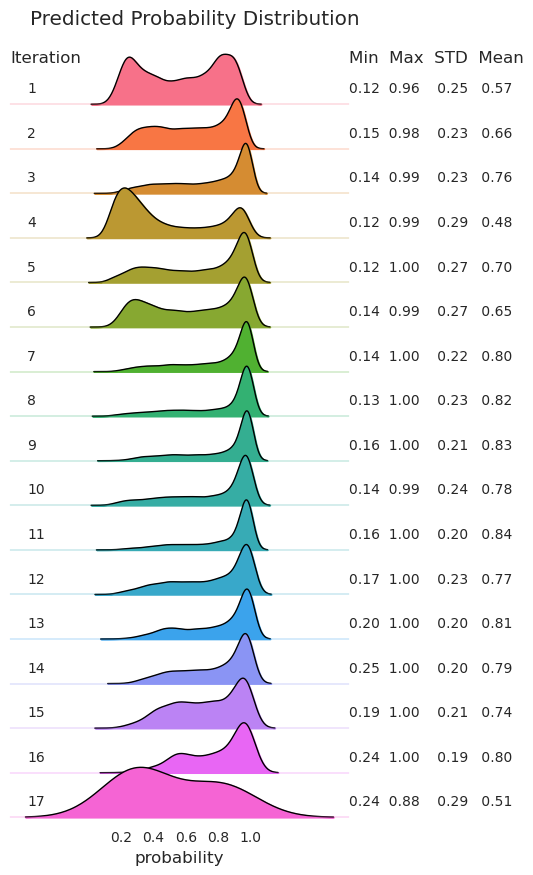 Predicted Probability Distribution
Iteration Min Max STD Mean
1 0.12 0.96 0.25 0.57
2 0.15 0.98 0.23 0.66
3 0.14 0.99 0.23 0.76
4 0.12 0.99 0.29 0.48
5 0.12 1.00 0.27 0.70
6 0.14 0.99 0.27 0.65
7 0.14 1.00 0.22 0.80
8 0.13 1.00 0.23 0.82
9 0.16 1.00 0.21 0.83
10 0.14 0.99 0.24 0.78
11 0.16 1.00 0.20 0.84
12 0.17 1.00 0.23 0.77
13 0.20 1.00 0.20 0.81
14 0.25 1.00 0.20 0.79
15 0.19 1.00 0.21 0.74
16 0.24 1.00 0.19 0.80
17 0.24 0.88 0.29 0.51
0.2 0.4 0.6 0.8 1.0
probability